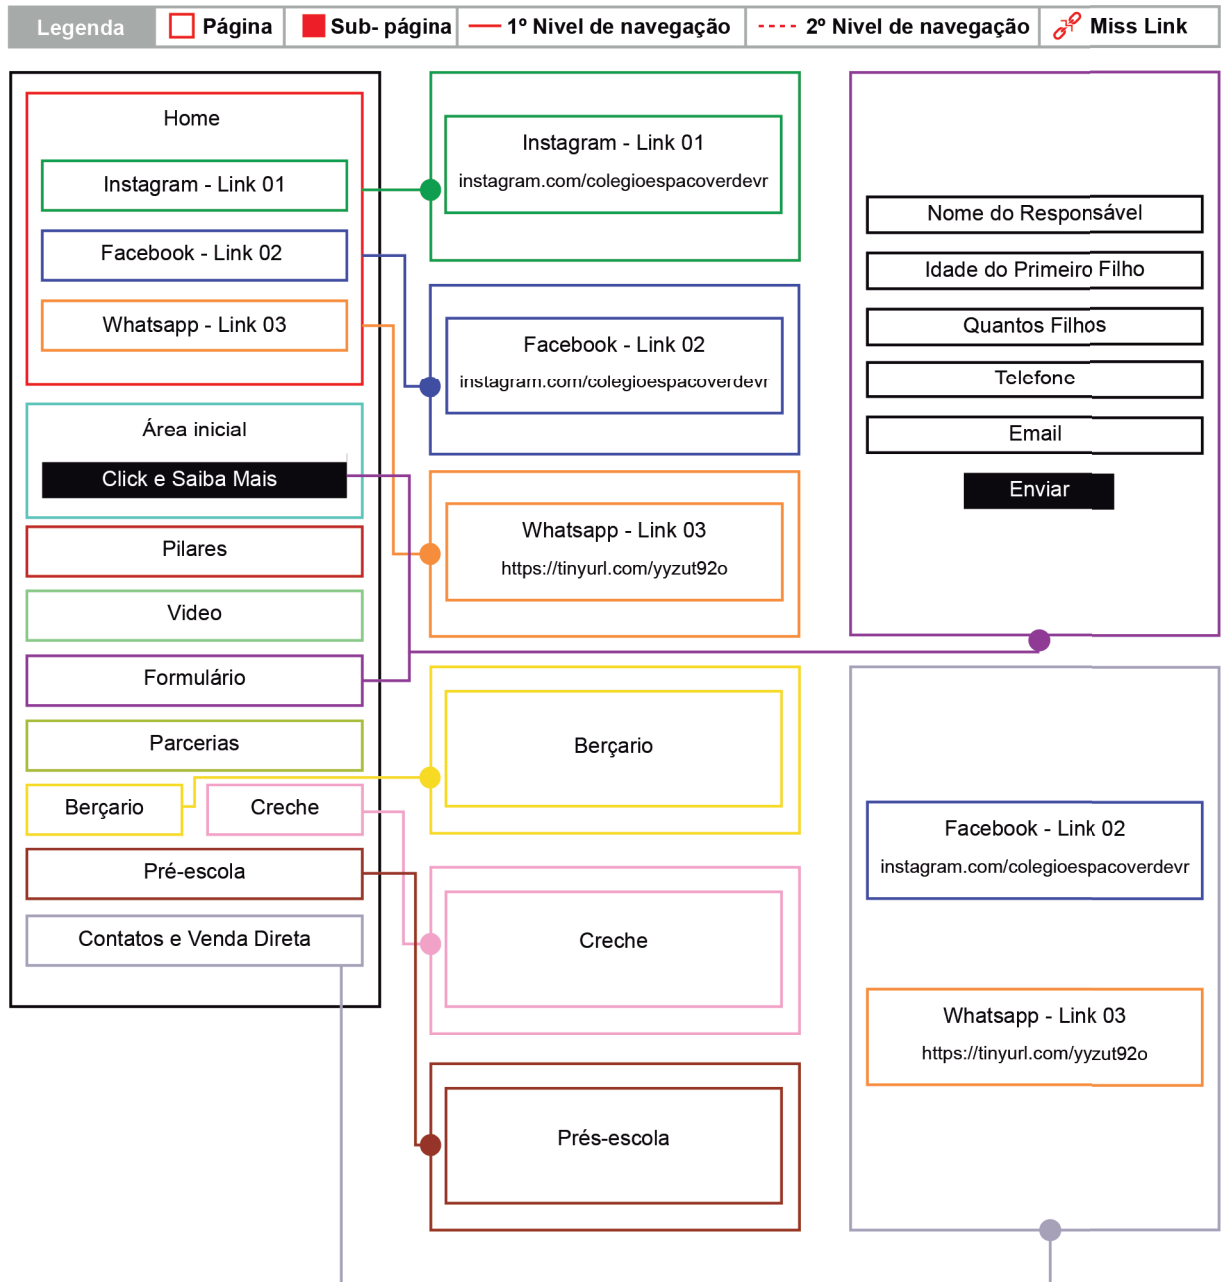 Legenda
Página
Sub- página
1º Nivel de navegação
2º Nivel de navegação
Miss Link
Home
Instagram - Link 01
Facebook - Link 02
Whatsapp - Link 03
Área inicial
Click e Saiba Mais
Pilares
Video
Formulário
Parcerias
Berçario
Creche
Pré-escola
Contatos e Venda Direta
Instagram - Link 01
instagram.com/colegioespacoverdevr
Facebook - Link 02
instagram.com/colegioespacoverdevr
Whatsapp - Link 03
https://tinyurl.com/yyzut92o
Berçario
Creche
Prés-escola
Nome do Responsável
Idade do Primeiro Filho
Quantos Filhos
Telefone
Email
Enviar
Facebook - Link 02
instagram.com/colegioespacoverdevr
Whatsapp - Link 03
https://tinyurl.com/yyzut92o